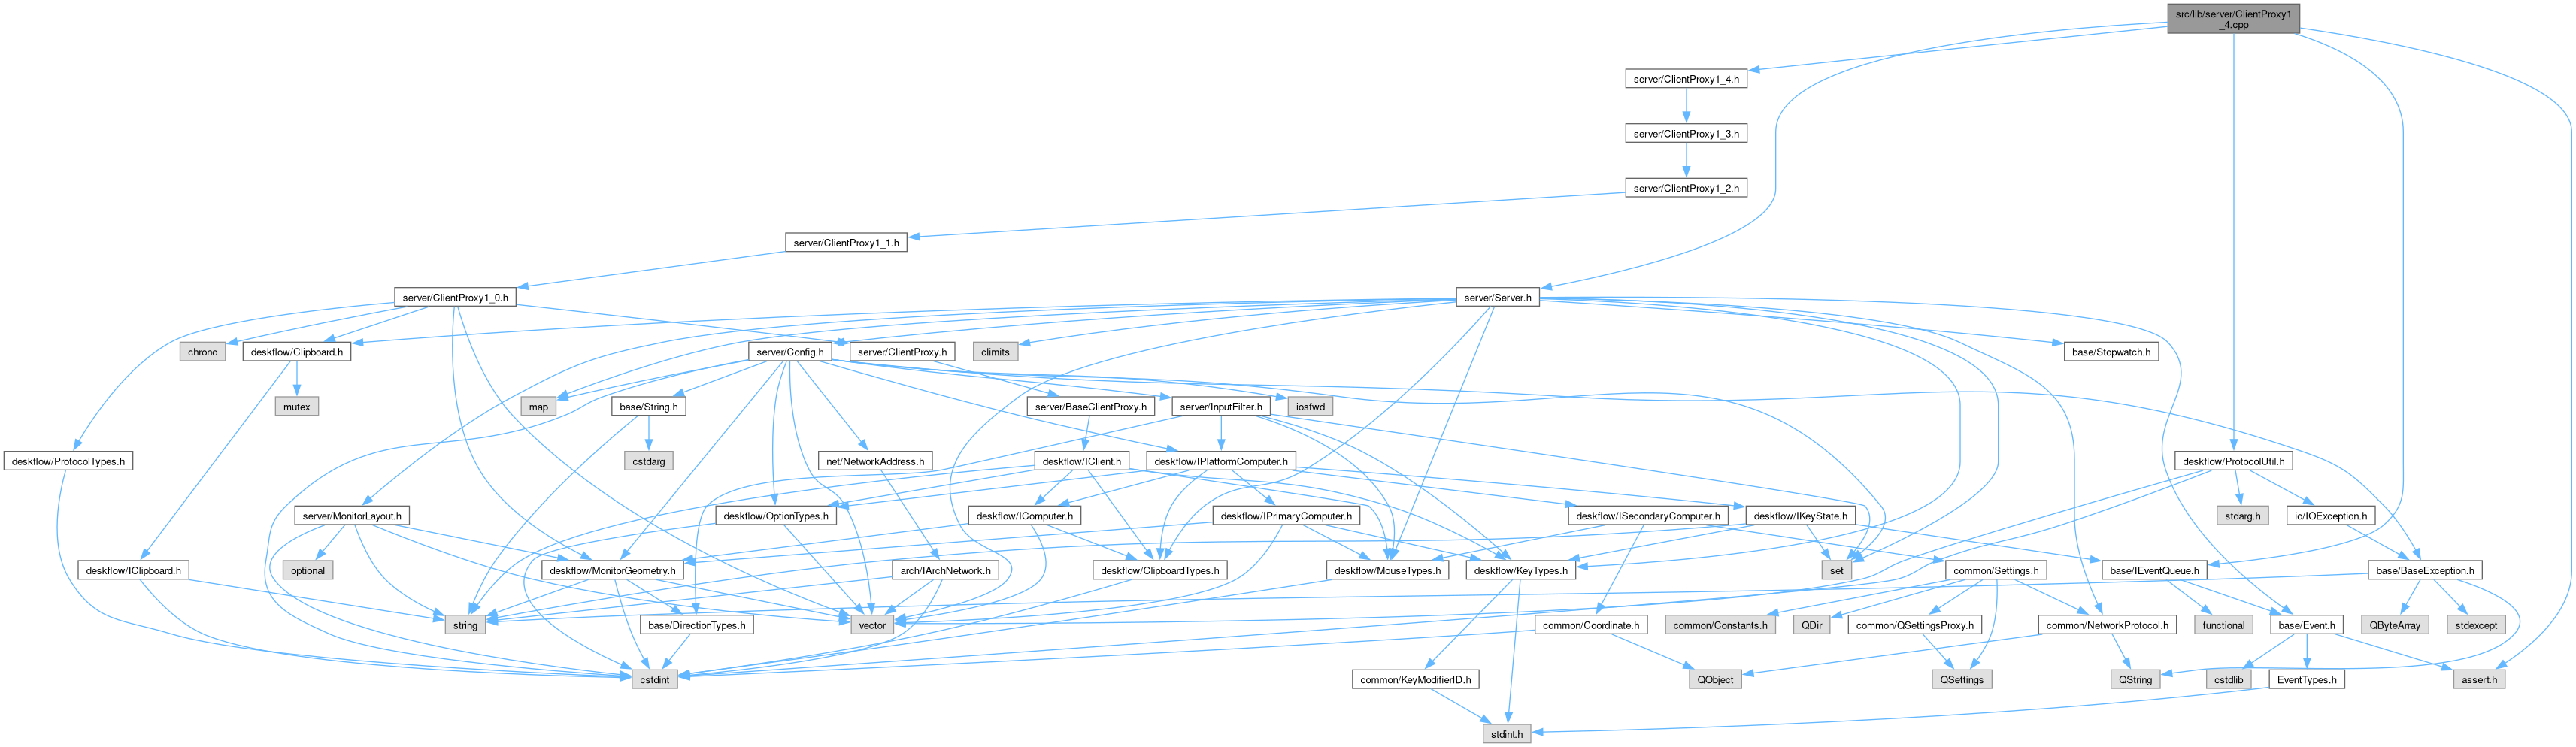 src/lib/server/ClientProxy1
_4.cpp
server/ClientProxy1_4.h
server/ClientProxy1_3.h
server/ClientProxy1_2.h
server/ClientProxy1_1.h
server/ClientProxy1_0.h
server/Server.h
chrono
deskflow/Clipboard.h
server/Config.h
server/ClientProxy.h
climits
base/Stopwatch.h
mutex
map
base/String.h
server/BaseClientProxy.h
server/InputFilter.h
iosfwd
deskflow/ProtocolTypes.h
cstdarg
net/NetworkAddress.h
deskflow/IClient.h
deskflow/IPlatformComputer.h
deskflow/ProtocolUtil.h
server/MonitorLayout.h
deskflow/OptionTypes.h
deskflow/IComputer.h
deskflow/IPrimaryComputer.h
deskflow/ISecondaryComputer.h
deskflow/IKeyState.h
stdarg.h
io/IOException.h
deskflow/IClipboard.h
optional
deskflow/MonitorGeometry.h
arch/IArchNetwork.h
deskflow/ClipboardTypes.h
deskflow/MouseTypes.h
deskflow/KeyTypes.h
set
common/Settings.h
base/IEventQueue.h
base/BaseException.h
string
base/DirectionTypes.h
vector
common/Coordinate.h
common/Constants.h
QDir
common/QSettingsProxy.h
common/NetworkProtocol.h
functional
base/Event.h
QByteArray
stdexcept
cstdint
common/KeyModifierID.h
QObject
QSettings
QString
cstdlib
EventTypes.h
assert.h
stdint.h